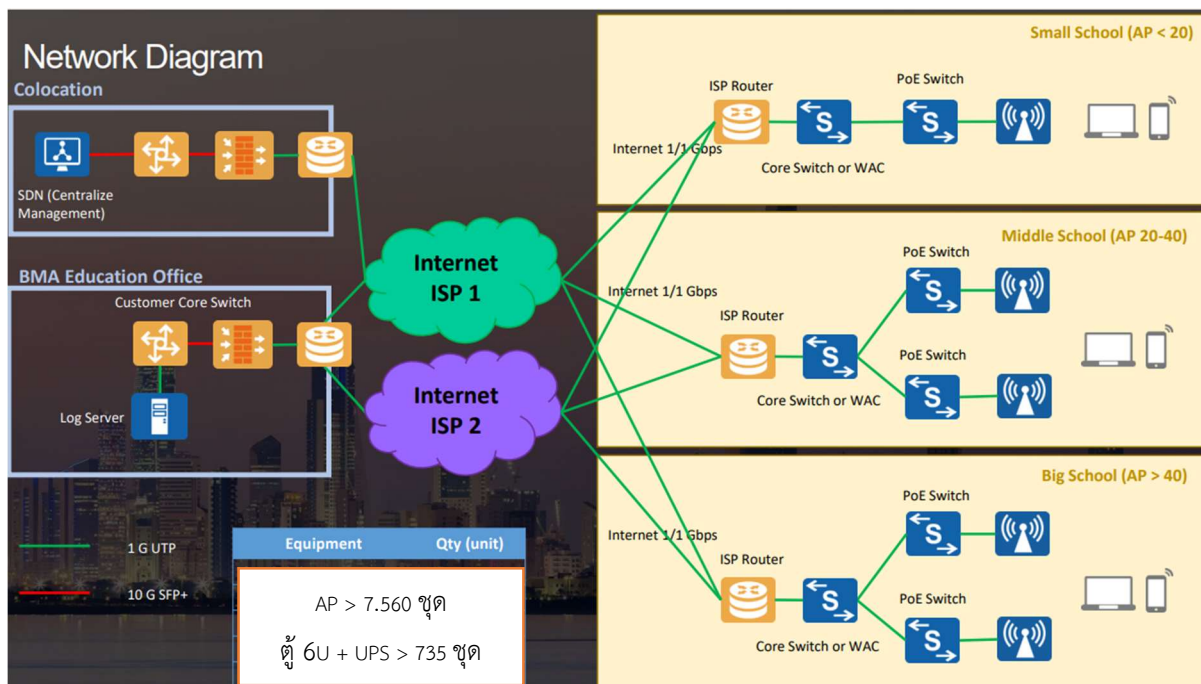 Network Diagram
Colocation
SDN (Centralize
Management)
BMA Education Office
Customer Core Switch
Log Server
1 G UTP
10 G SFP+
Equipment Qty (unit)
AP > 7.560 ชุด
ตู้ 6U + UPS > 735 ชุด
Internet
ISP 1
Internet
ISP 2
Small School (AP < 20)
ISP Router
PoE Switch
Internet 1/1 Gbps
Core Switch or WAC
Middle School (AP 20-40)
PoE Switch
Internet 1/1 Gbps
ISP Router
PoE Switch
Core Switch or WAC
Big School (AP > 40)
PoE Switch
Internet 1/1 Gbps
ISP Router
PoE Switch
Core Switch or WAC